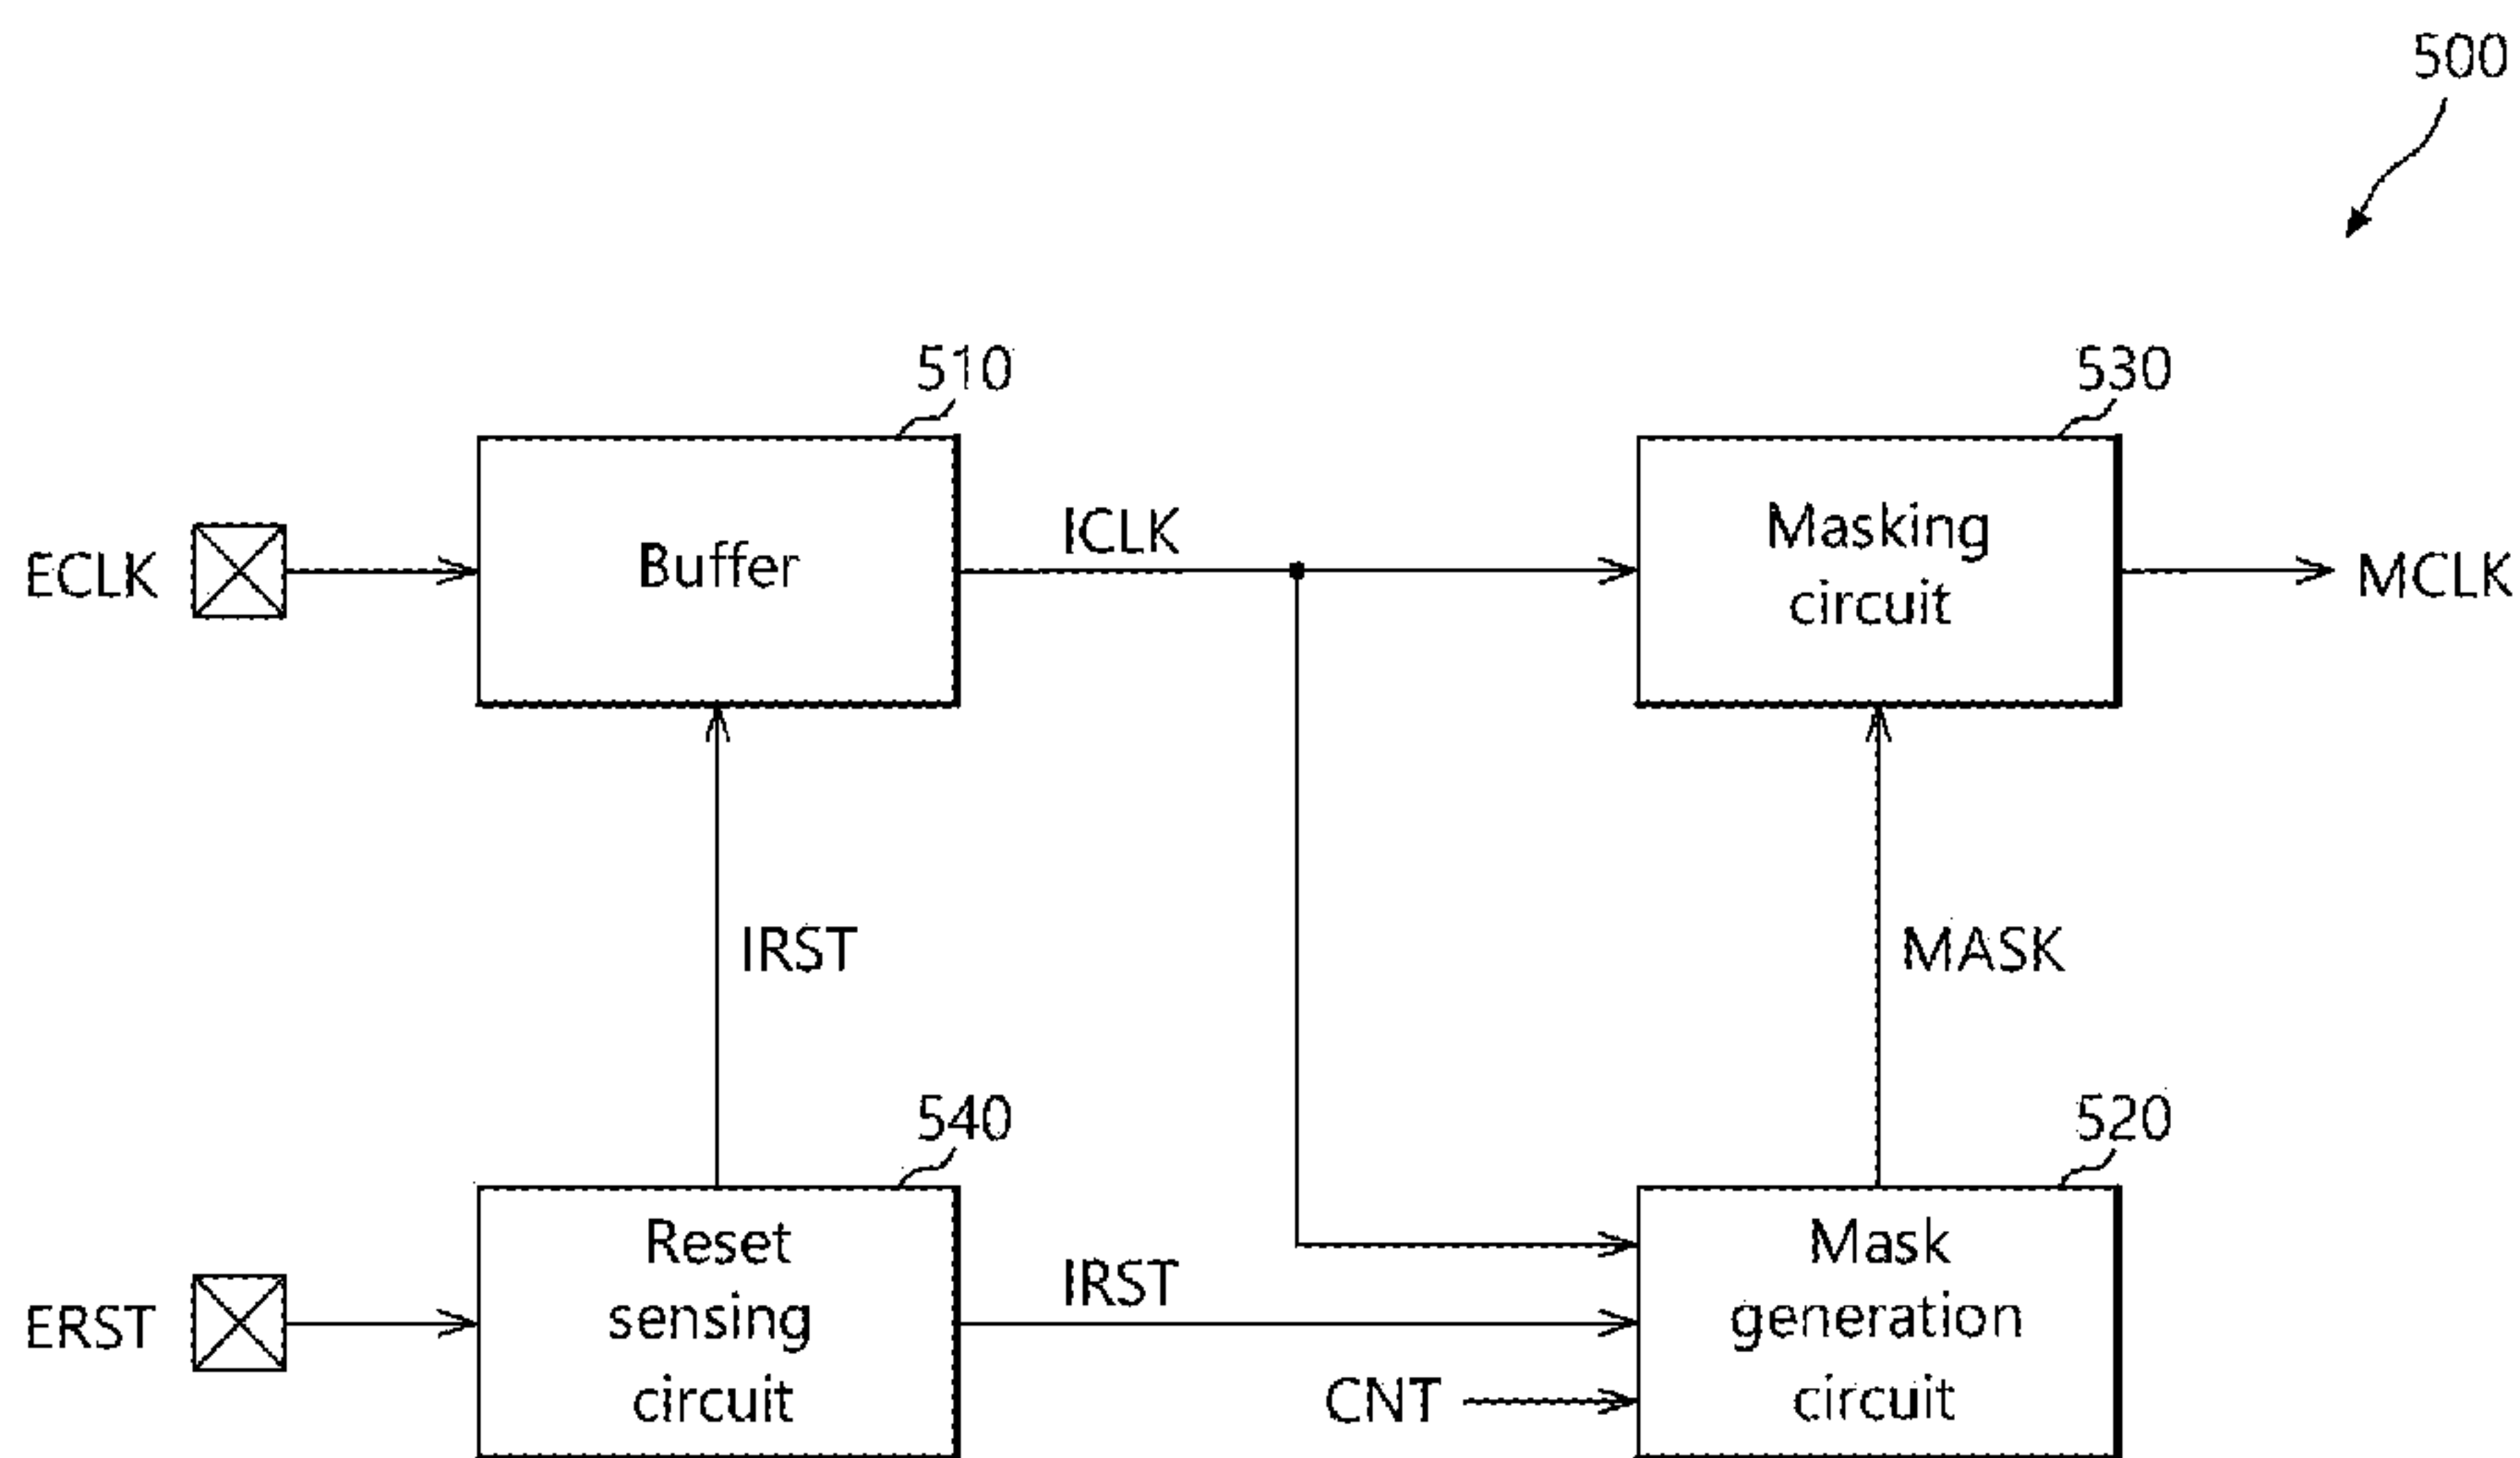 500
510
530
ECLK
Buffer
ICLK
Masking
circuit
MCLK
IRST
MASK
540
520
ERST
Reset
sensing
circuit
IRST
CNT
Mask
generation
circuit